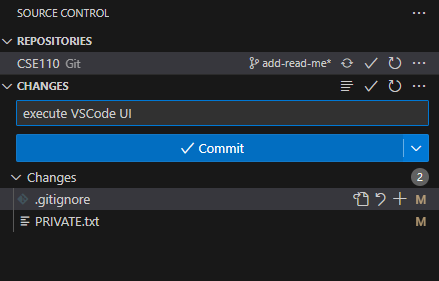 SOURCE CONTROL
REPOSITORIES
CSE110 Git add-read-me*
CHANGES
execute VSCode UI
Commit
Changes 2
.gitignore M
PRIVATE.txt M